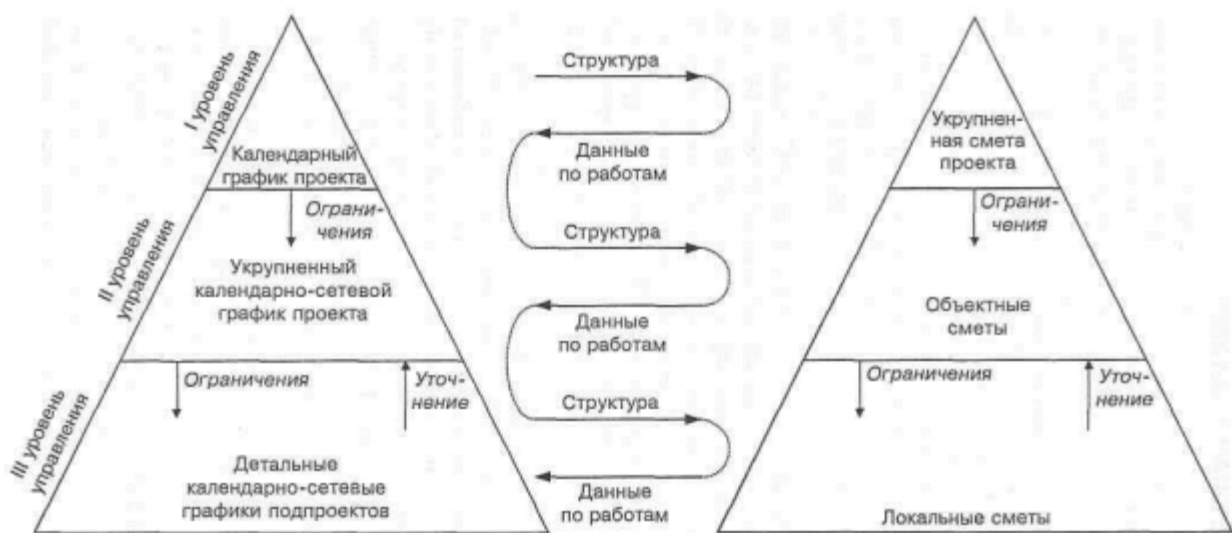 I уровень
управления
Календарный
график проекта
Ограни-
чения
II уровень
управления
Укрупненный
календарно-сетевой
график проекта
Ограничения
Уточ-
нение
III уровень
управления
Детальные
календарно-сетевые
графики подпроектов
Структура
Данные
по работам
Структура
Данные
по работам
Структура
Данные
по работам
Укрупнен-
ная смета
проекта
Ограни-
чения
Объектные
сметы
Ограничения
Уточ-
нение
Локальные сметы